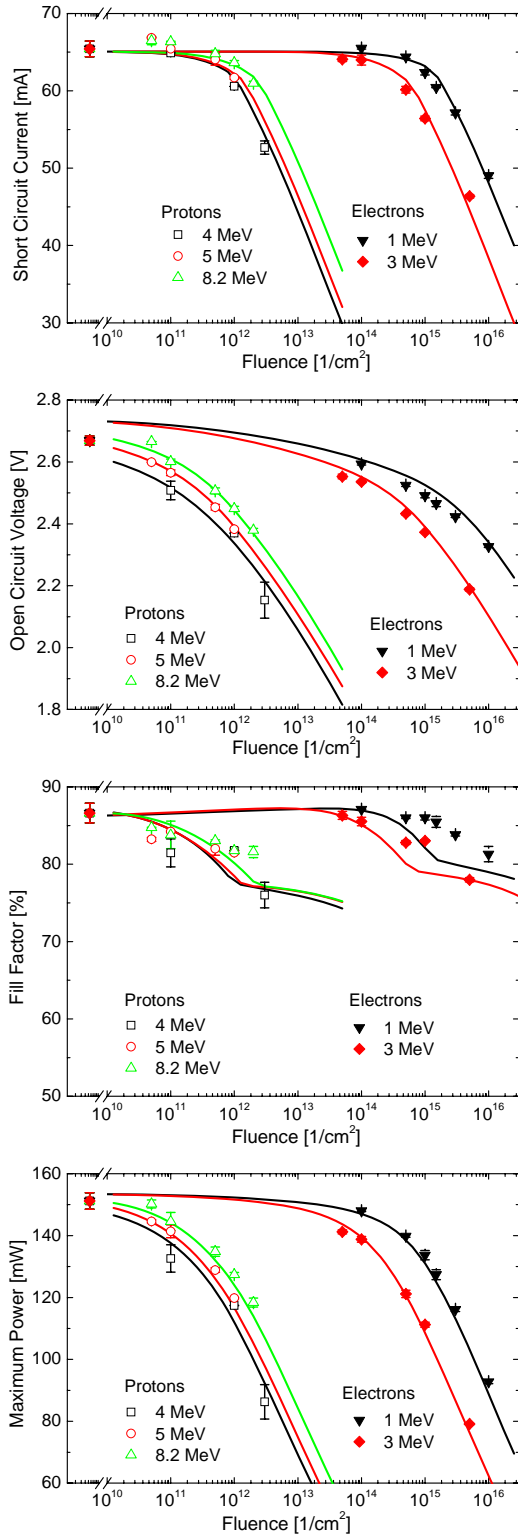 70
60
50
40
30
Short Circuit Current [mA]
Protons
4 MeV
5 MeV
8.2 MeV
Electrons
1 MeV
3 MeV
10^10 10^11 10^12 10^13 10^14 10^15 10^16
Fluence [1/cm^2]
2.8
2.6
2.4
2.2
2.0
1.8
Open Circuit Voltage [V]
Protons
4 MeV
5 MeV
8.2 MeV
Electrons
1 MeV
3 MeV
10^10 10^11 10^12 10^13 10^14 10^15 10^16
Fluence [1/cm^2]
90
80
70
60
50
Fill Factor [%]
Protons
4 MeV
5 MeV
8.2 MeV
Electrons
1 MeV
3 MeV
10^10 10^11 10^12 10^13 10^14 10^15 10^16
Fluence [1/cm^2]
160
140
120
100
80
60
Maximum Power [mW]
Protons
4 MeV
5 MeV
8.2 MeV
Electrons
1 MeV
3 MeV
10^10 10^11 10^12 10^13 10^14 10^15 10^16
Fluence [1/cm^2]